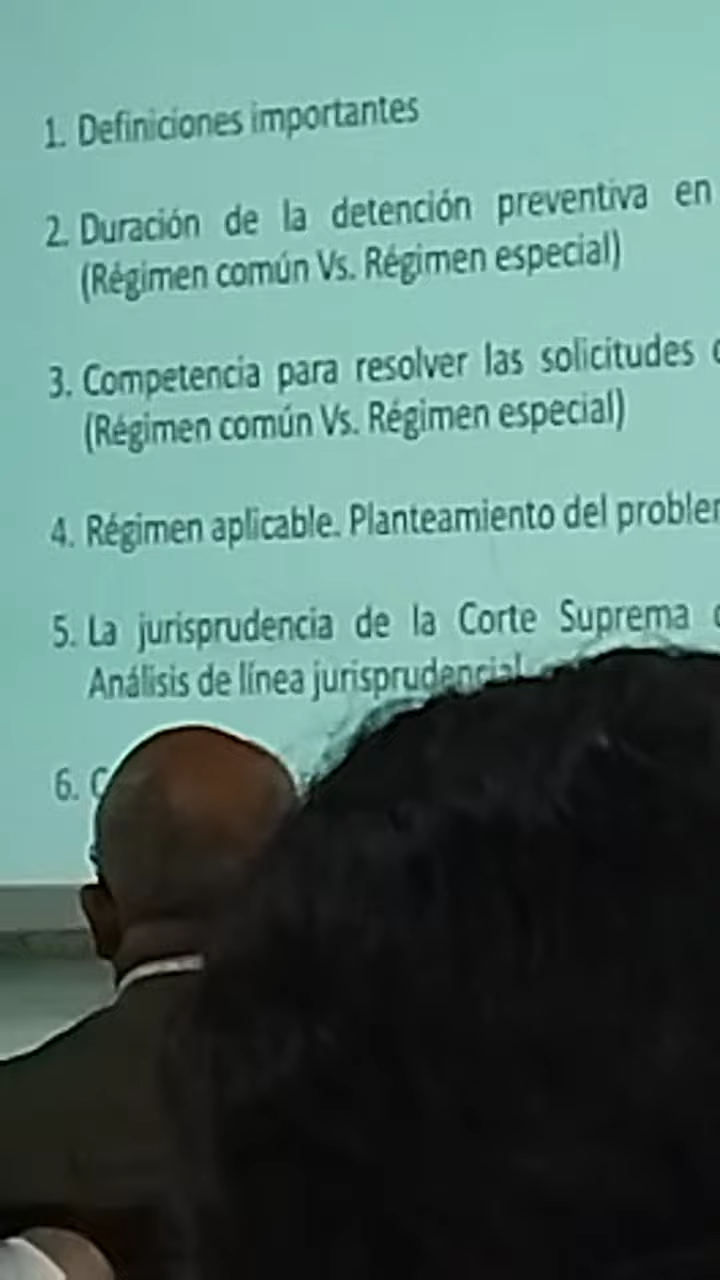 1. Definiciones importantes
2. Duración de la detención preventiva en
(Régimen común Vs. Régimen especial)
3. Competencia para resolver las solicitudes
(Régimen común Vs. Régimen especial)
4. Régimen aplicable. Planteamiento del
5. La jurisprudencia de la Corte Suprema
Análisis de línea jurisprudencial
6.